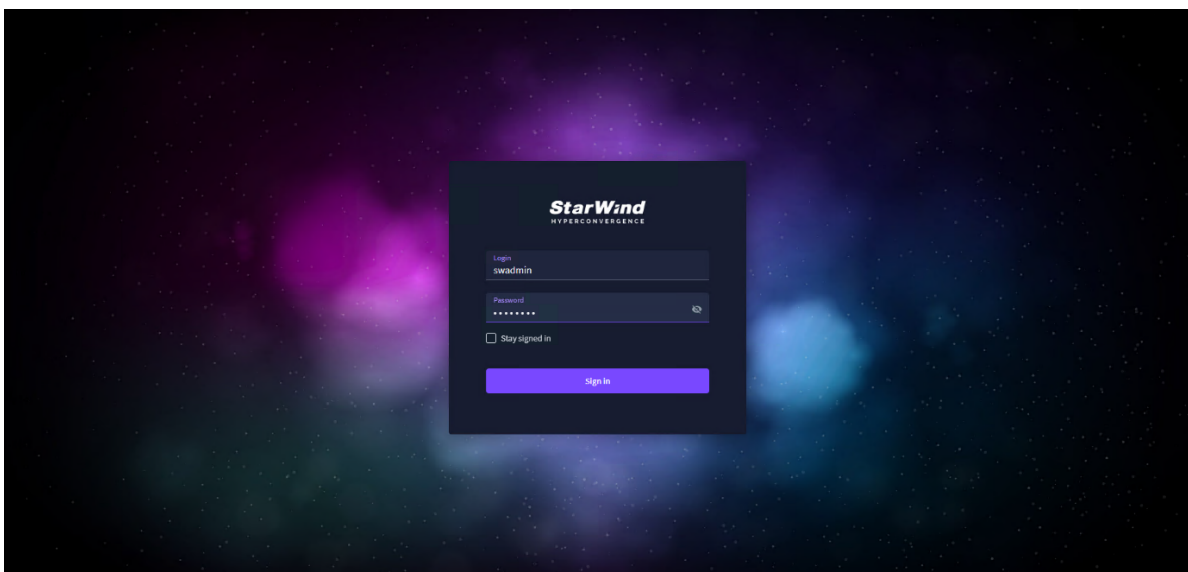 StarWind
HYPERCONVERGENCE
Login
swadmin
Password
Stay signed in
Sign in